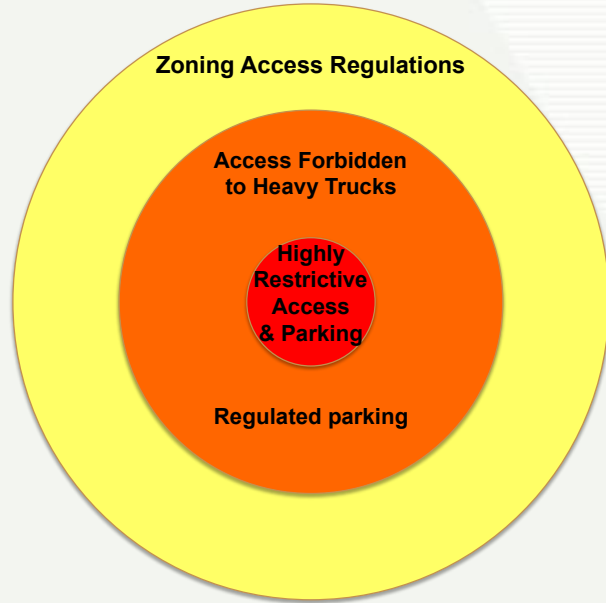 Zoning Access Regulations
Access Forbidden
to Heavy Trucks
Highly
Restrictive
Access
& Parking
Regulated parking